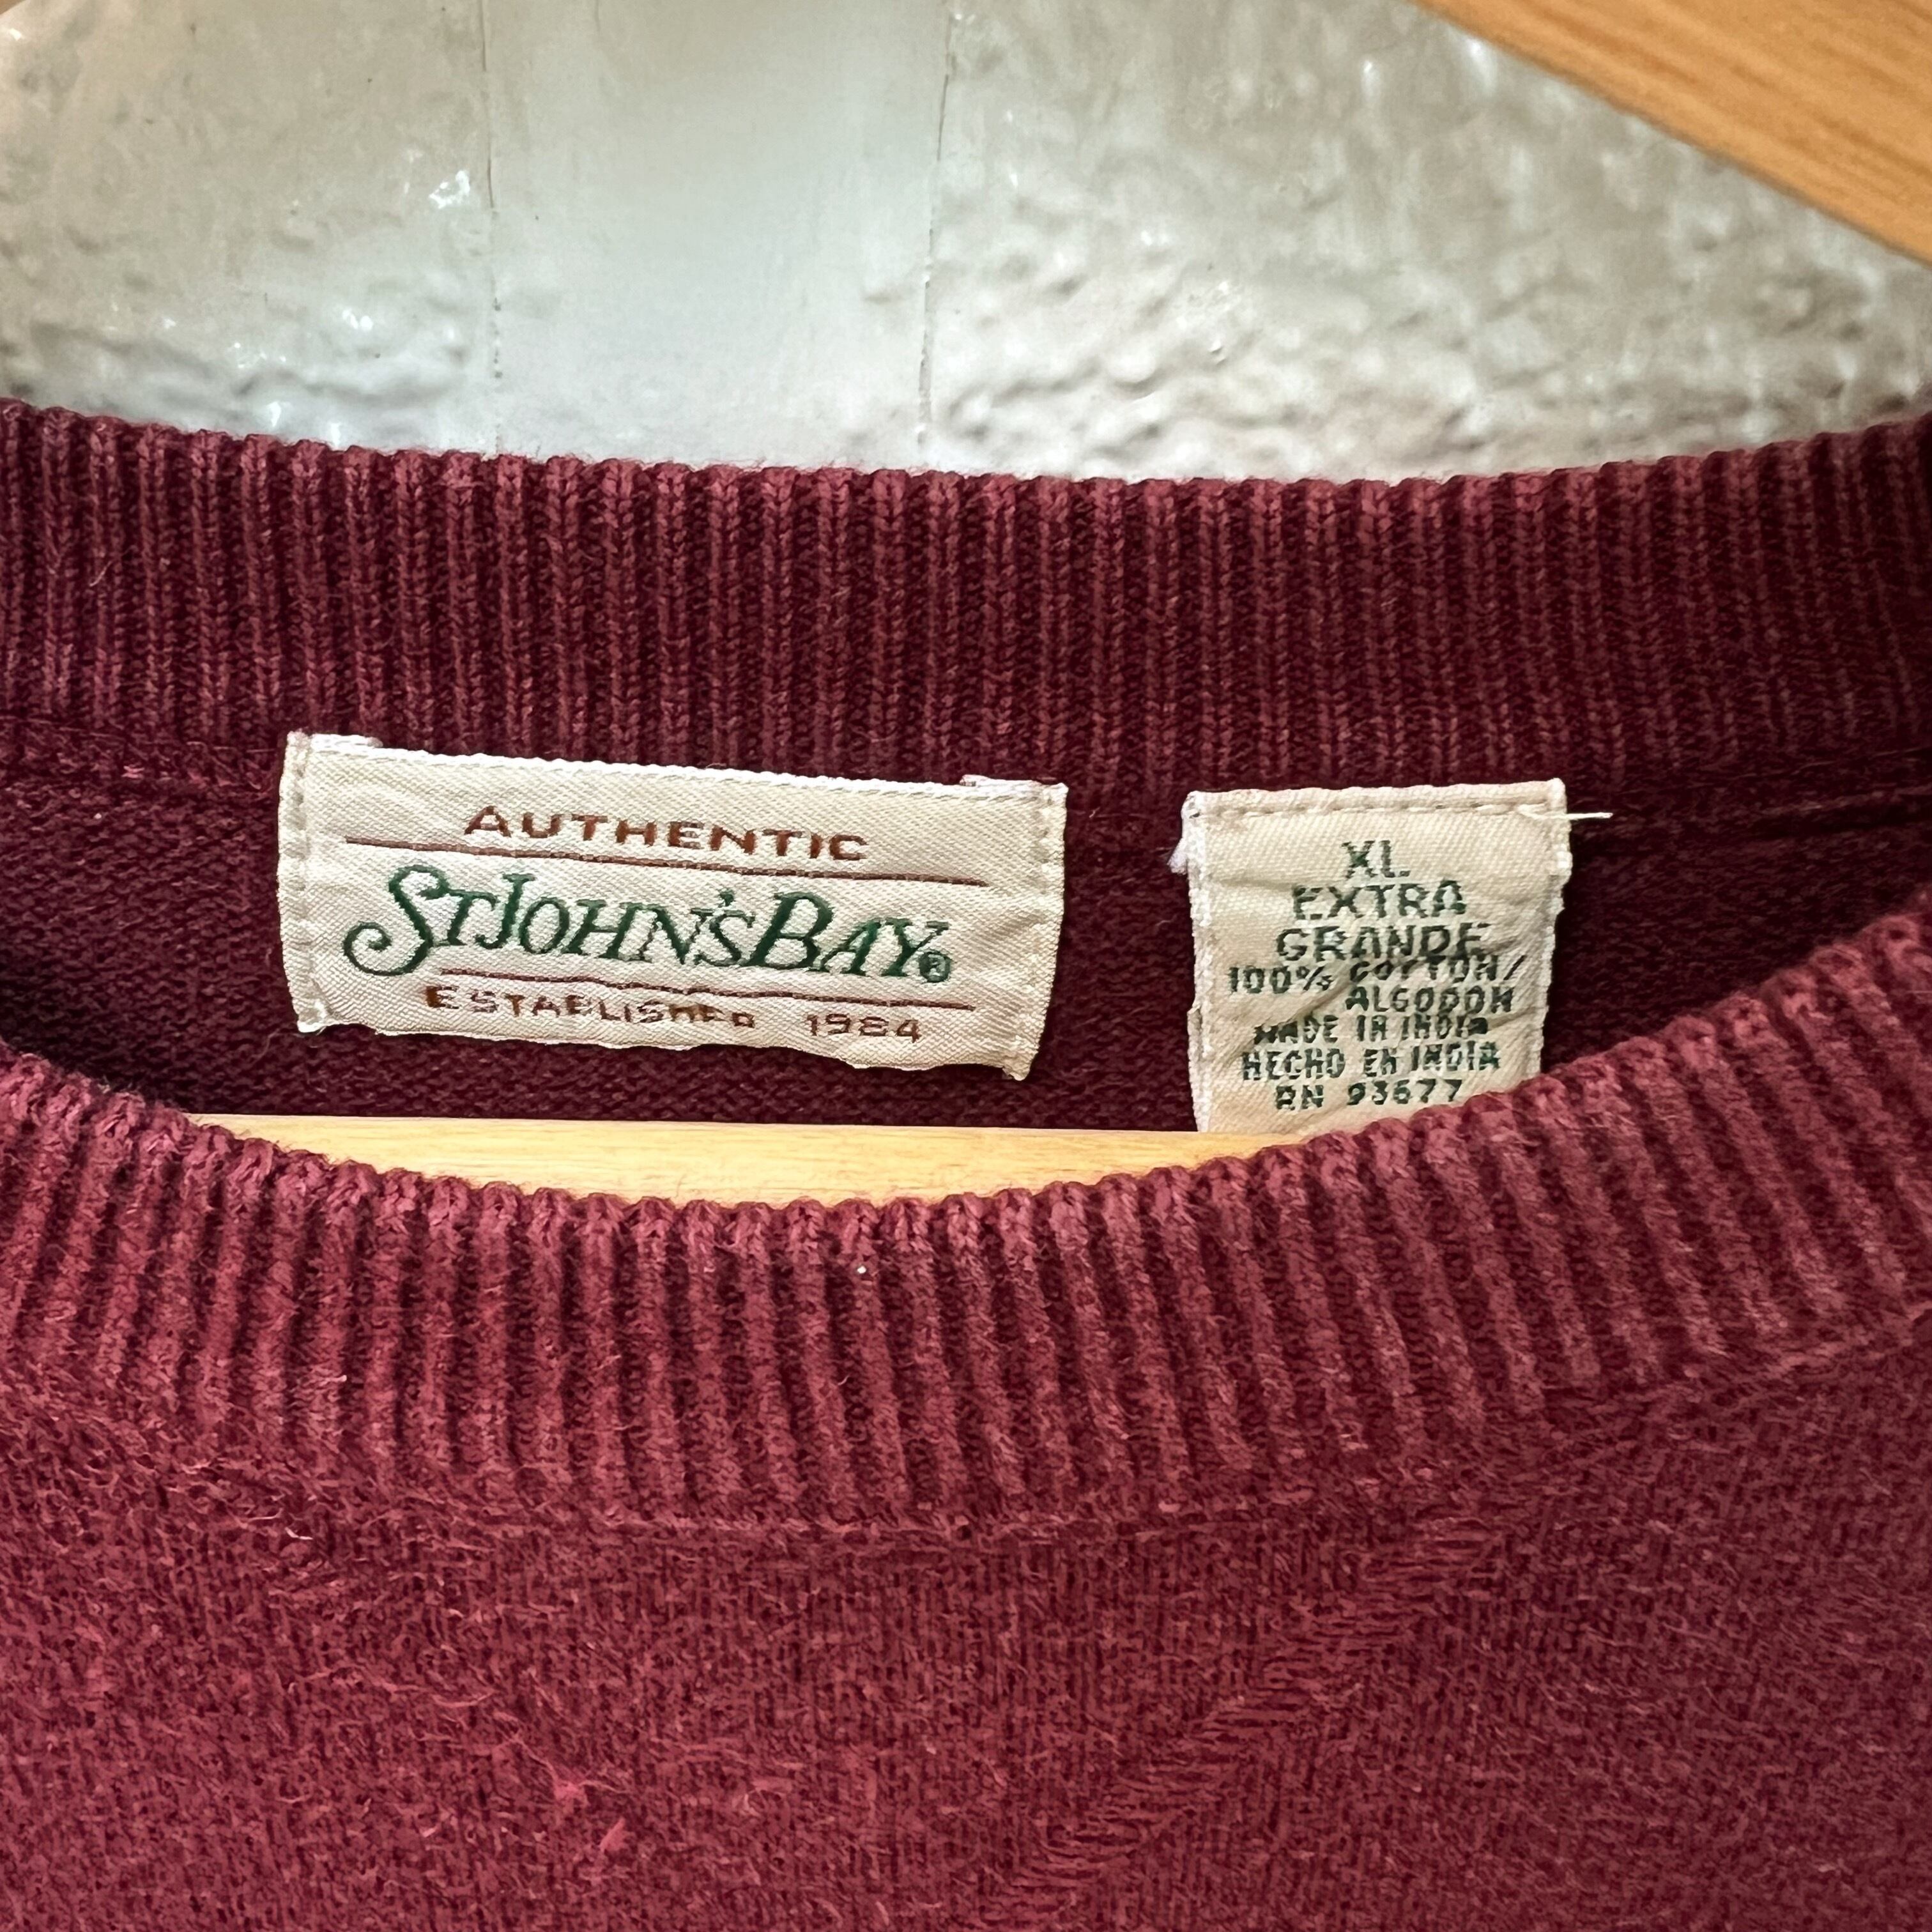 AUTHENTIC
ST JOHN'S BAY®
ESTABLISHED 1984
XL
EXTRA
GRANDE
100% COTTON/
ALGODON
MADE IN INDIA
HECHO EN INDIA
RN 93677